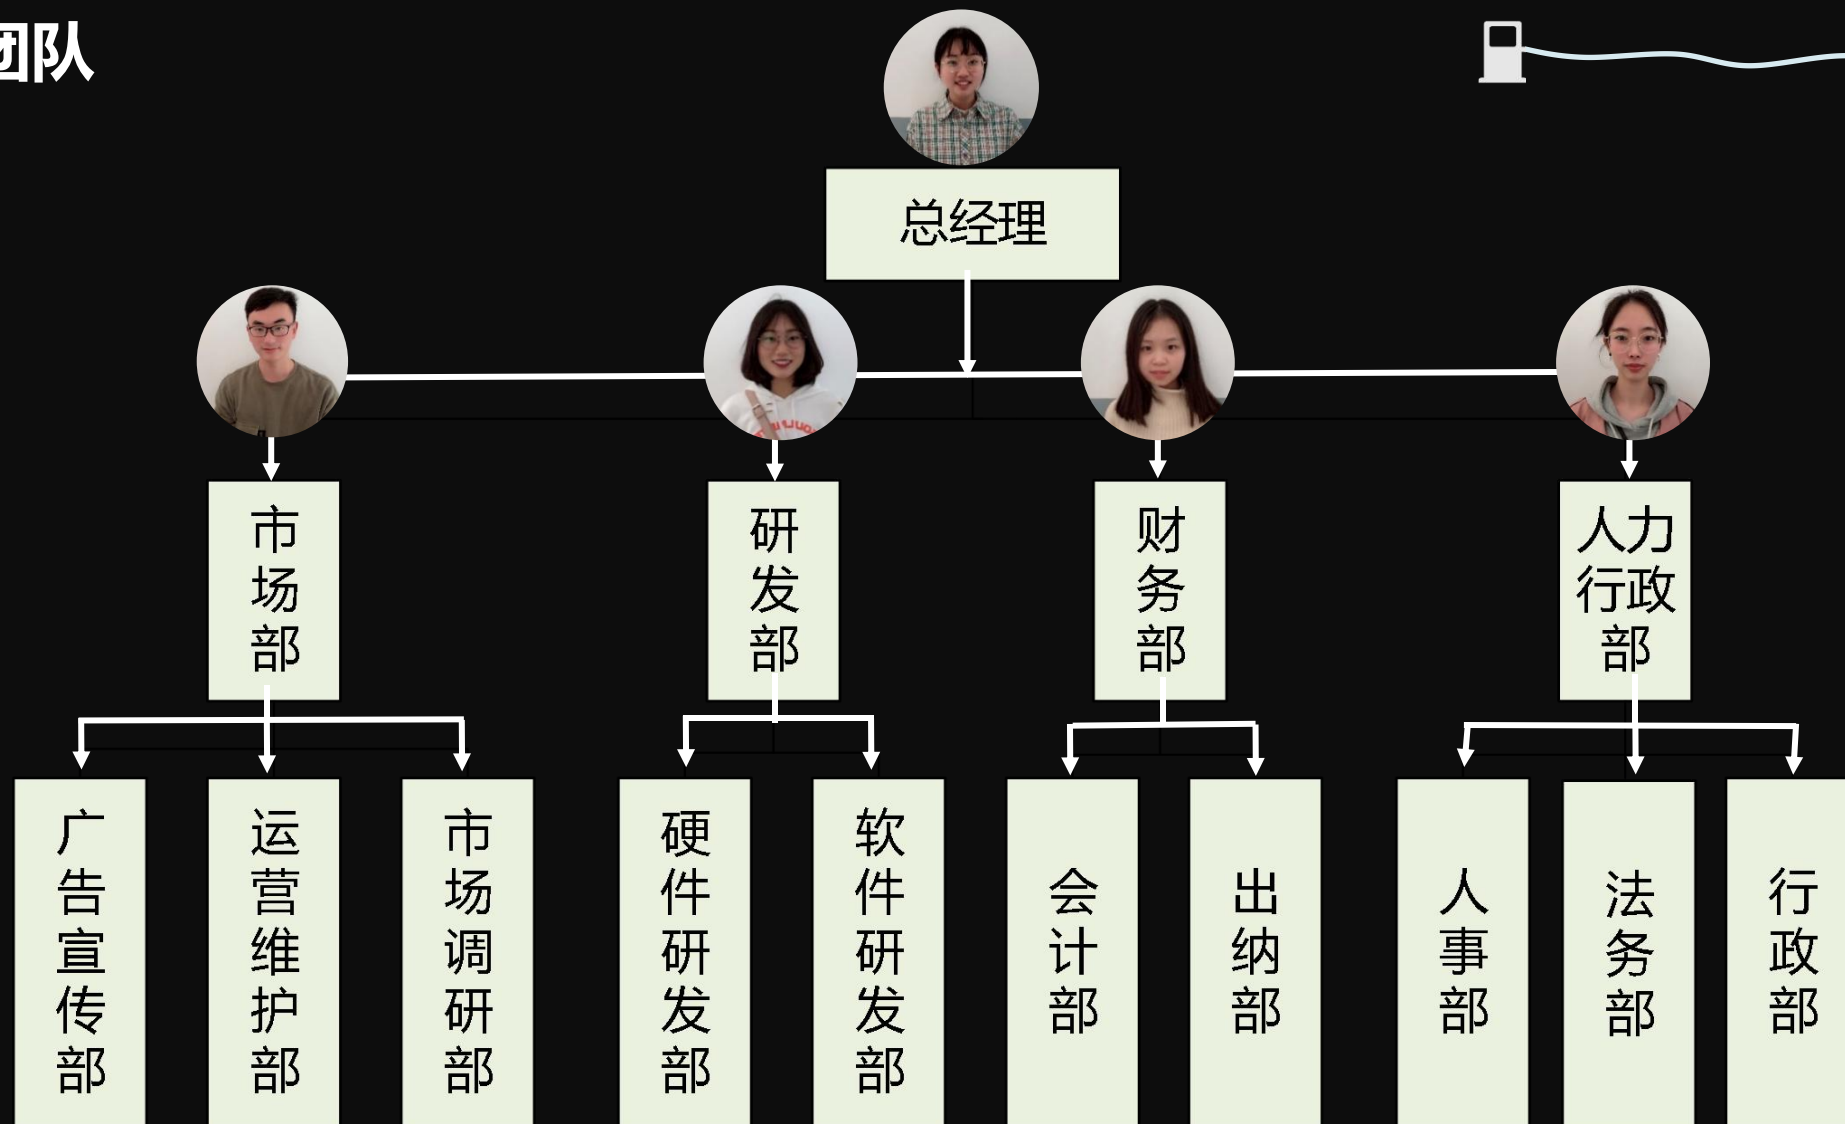 团队
总经理
市场部
研发部
财务部
人力
行政
部
广告宣传部
运营维护部
市场调研部
硬件研发部
软件研发部
会计部
出纳部
人事部
法务部
行政部